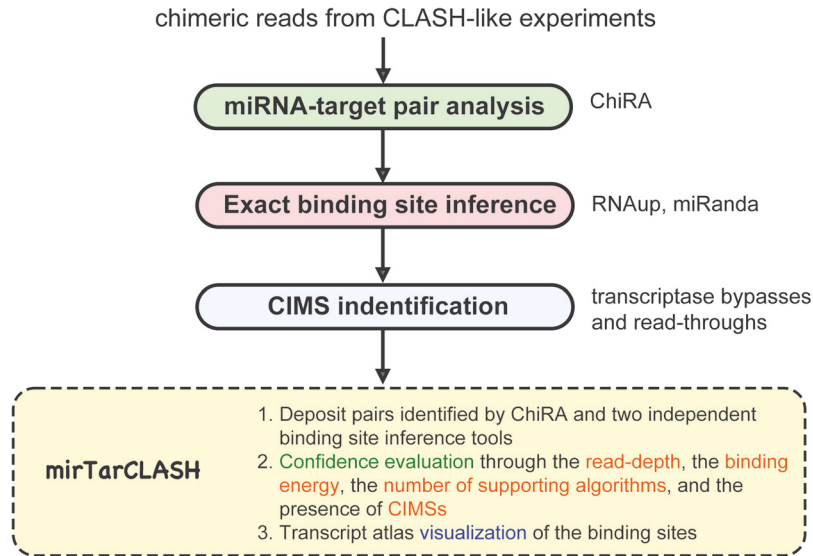 chimeric reads from CLASH-like experiments
miRNA-target pair analysis
ChiRA
Exact binding site inference
RNAup, miRanda
CIMS indentification
transcriptase bypasses
and read-throughs
mirTarCLASH
1. Deposit pairs identified by ChiRA and two independent
binding site inference tools
2. Confidence evaluation through the read-depth, the binding
energy, the number of supporting algorithms, and the
presence of CIMSs
3. Transcript atlas visualization of the binding sites